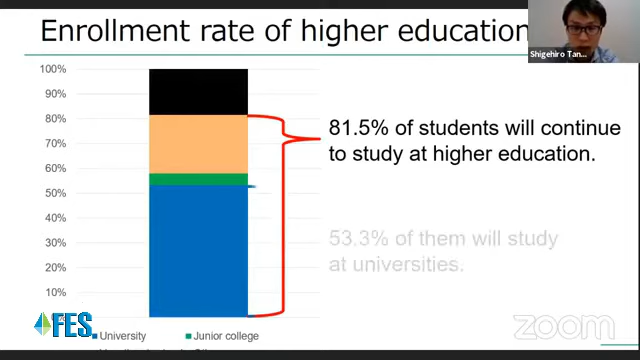 Enrollment rate of higher education
Shigehiro Tan...
100%
90%
80%
70%
60%
50%
40%
30%
20%
10%
81.5% of students will continue
to study at higher education.
53.3% of them will study
at universities.
FES.
University
Junior college
zoom